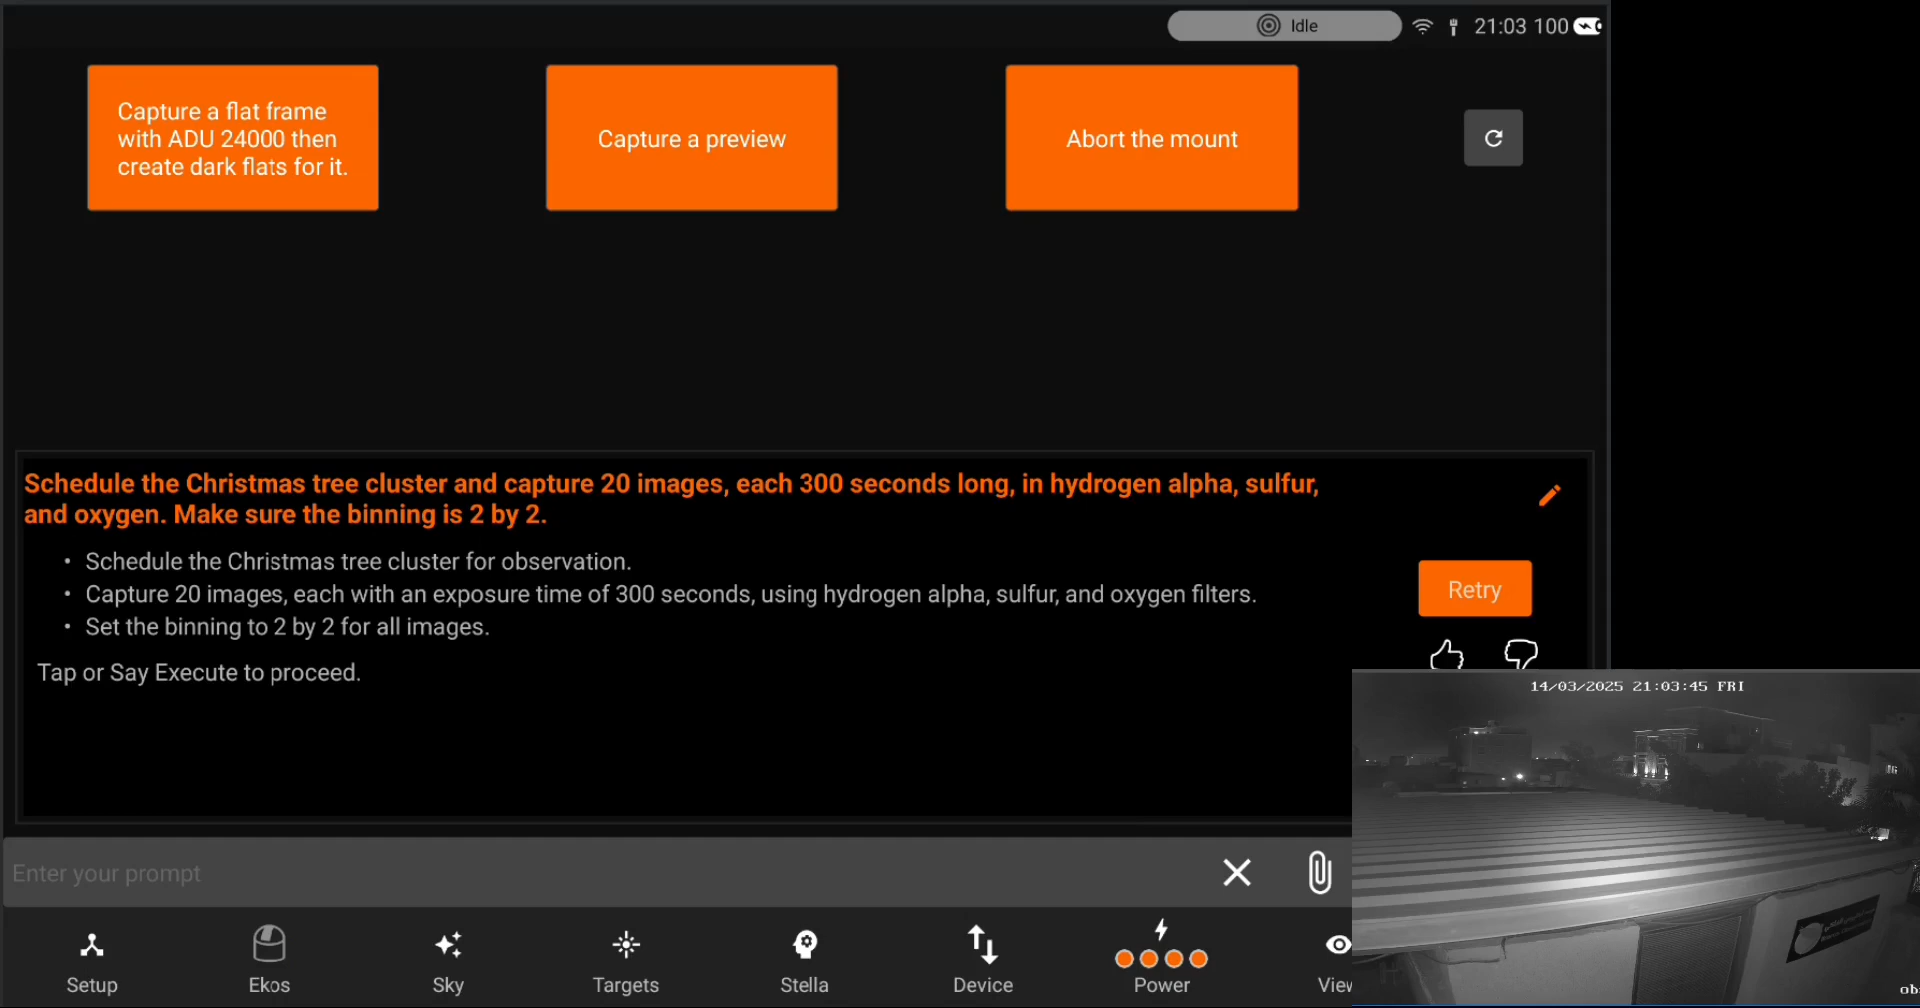 Idle
21:03 100
Capture a flat frame
with ADU 24000 then
create dark flats for it.
Capture a preview
Abort the mount
Schedule the Christmas tree cluster and capture 20 images, each 300 seconds long, in hydrogen alpha, sulfur,
and oxygen. Make sure the binning is 2 by 2.
• Schedule the Christmas tree cluster for observation.
• Capture 20 images, each with an exposure time of 300 seconds, using hydrogen alpha, sulfur, and oxygen filters.
• Set the binning to 2 by 2 for all images.
Retry
Tap or Say Execute to proceed.
14/03/2025 21:03:45 FRI
Enter your prompt
Setup
Ekos
Sky
Targets
Stella
Device
Power
View
ob